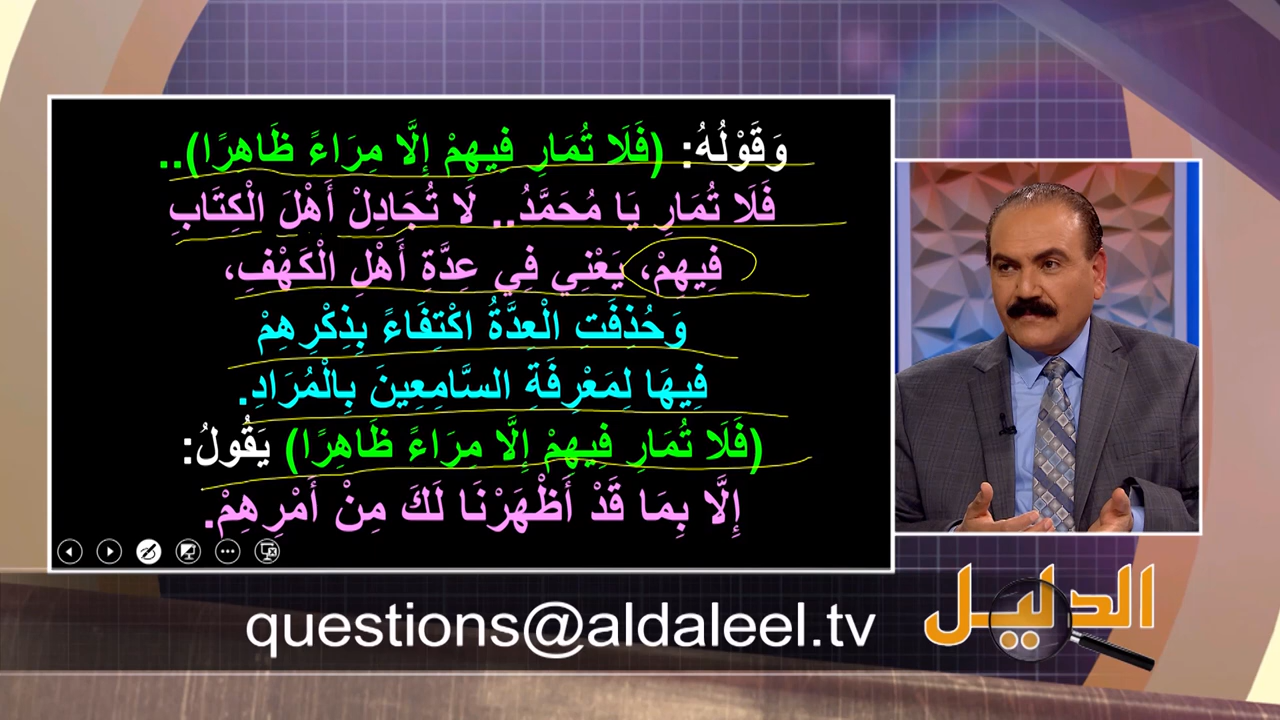 وَقَوْلُهُ: (فَلَا تُمَارِ فِيهِمْ إِلَّا مِرَاءً ظَاهِرًا)..
فَلَا تُمَارِ يَا مُحَمَّدُ.. لَا تُجَادِلْ أَهْلَ الْكِتَابِ
فِيهِمْ، يَعْنِي فِي عِدَّةِ أَهْلِ الْكَهْفِ،
وَحُذِفَتِ الْعِدَّةُ اكْتِفَاءً بِذِكْرِهِمْ
فِيهَا لِمَعْرِفَةِ السَّامِعِينَ بِالْمُرَادِ.
(فَلَا تُمَارِ فِيهِمْ إِلَّا مِرَاءً ظَاهِرًا) يَقُولُ:
إِلَّا بِمَا قَدْ أَظْهَرْنَا لَكَ مِنْ أَمْرِهِمْ.
الدليل
questions@aldaleel.tv